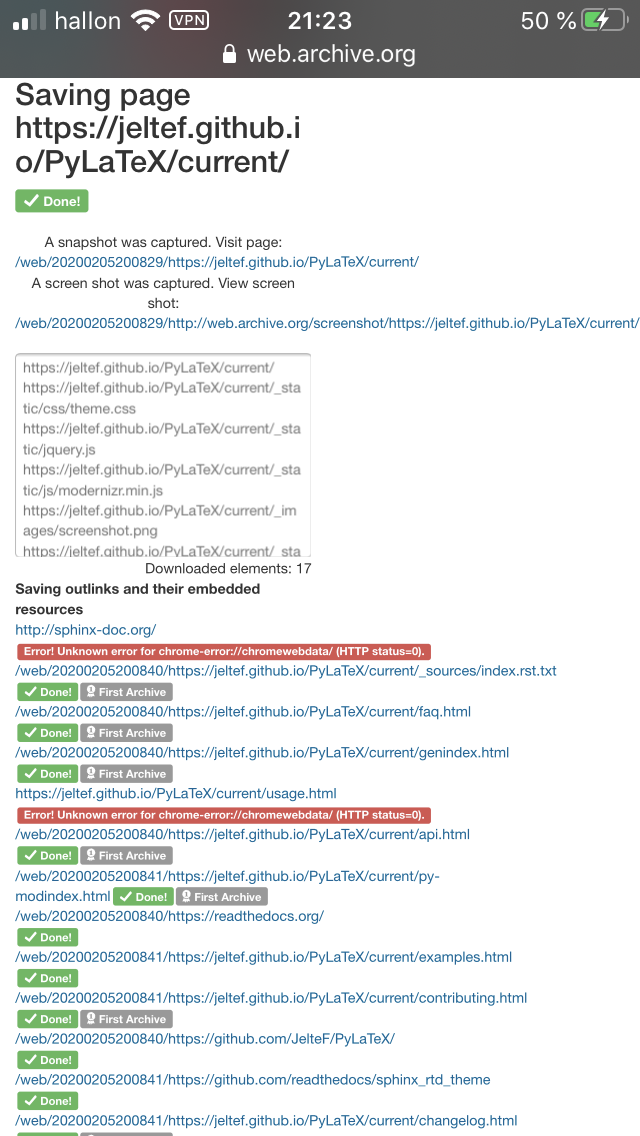 hallon VPN 21:23 50 %
web.archive.org
Saving page
https://jeltef.github.i
o/PyLaTeX/current/
Done!
A snapshot was captured. Visit page:
/web/20200205200829/https://jeltef.github.io/PyLaTeX/current/
A screen shot was captured. View screen
shot:
/web/20200205200829/http://web.archive.org/screenshot/https://jeltef.github.io/PyLaTeX/current/
https://jeltef.github.io/PyLaTeX/current/
https://jeltef.github.io/PyLaTeX/current/_sta
tic/css/theme.css
https://jeltef.github.io/PyLaTeX/current/_sta
tic/jquery.js
https://jeltef.github.io/PyLaTeX/current/_sta
tic/js/modernizr.min.js
https://jeltef.github.io/PyLaTeX/current/_im
ages/screenshot.png
https://jeltef.github.io/PyLaTeX/current/_sta
Downloaded elements: 17
Saving outlinks and their embedded
resources
http://sphinx-doc.org/
Error! Unknown error for chrome-error://chromewebdata/ (HTTP status=0).
/web/20200205200840/https://jeltef.github.io/PyLaTeX/current/_sources/index.rst.txt
Done! First Archive
/web/20200205200840/https://jeltef.github.io/PyLaTeX/current/faq.html
Done! First Archive
/web/20200205200840/https://jeltef.github.io/PyLaTeX/current/genindex.html
Done! First Archive
https://jeltef.github.io/PyLaTeX/current/usage.html
Error! Unknown error for chrome-error://chromewebdata/ (HTTP status=0).
/web/20200205200840/https://jeltef.github.io/PyLaTeX/current/api.html
Done! First Archive
/web/20200205200841/https://jeltef.github.io/PyLaTeX/current/py-
modindex.html Done! First Archive
/web/20200205200840/https://readthedocs.org/
Done!
/web/20200205200841/https://jeltef.github.io/PyLaTeX/current/examples.html
Done!
/web/20200205200841/https://jeltef.github.io/PyLaTeX/current/contributing.html
Done! First Archive
/web/20200205200840/https://github.com/JelteF/PyLaTeX/
Done!
/web/20200205200841/https://github.com/readthedocs/sphinx_rtd_theme
Done!
/web/20200205200841/https://jeltef.github.io/PyLaTeX/current/changelog.html